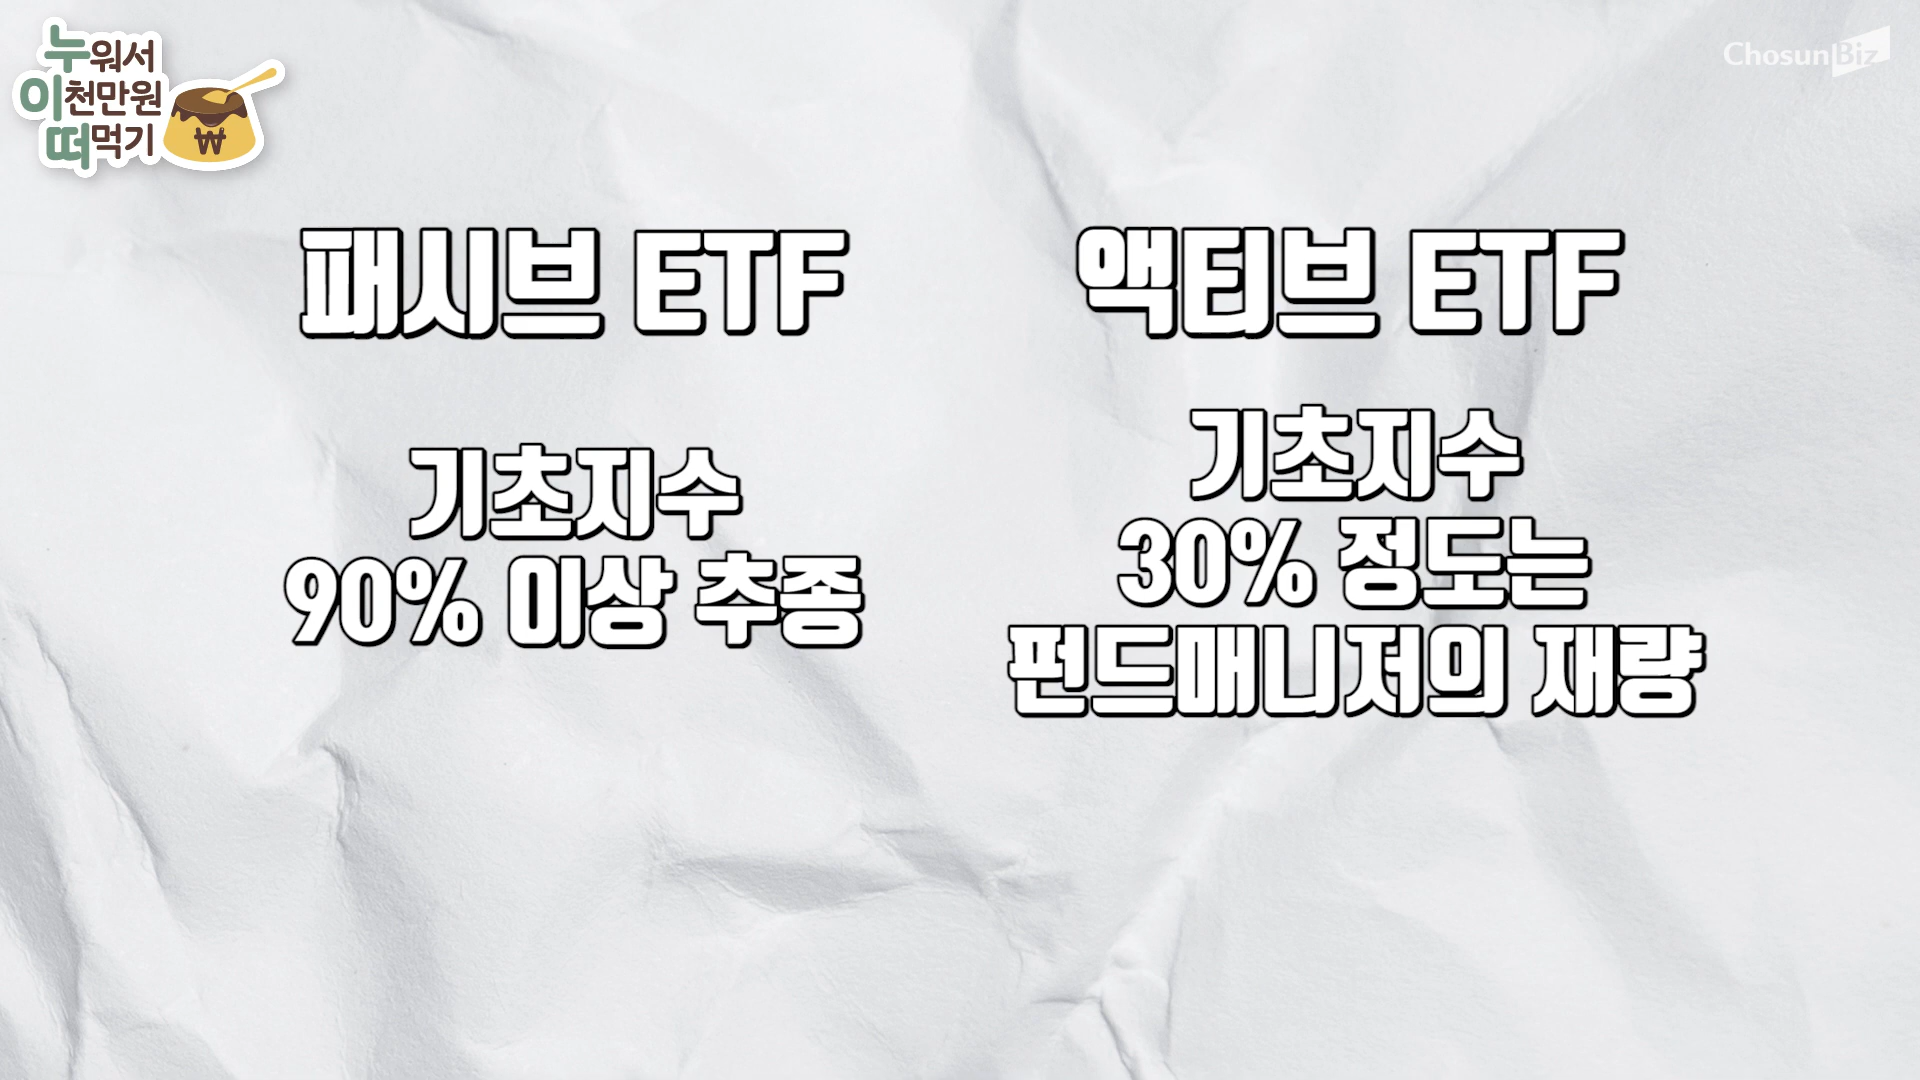 누워서
이천만원
떠먹기
₩
ChosunBiz
패시브 ETF
기초지수
90% 이상 추종
액티브 ETF
기초지수
30% 정도는
펀드매니저의 재량